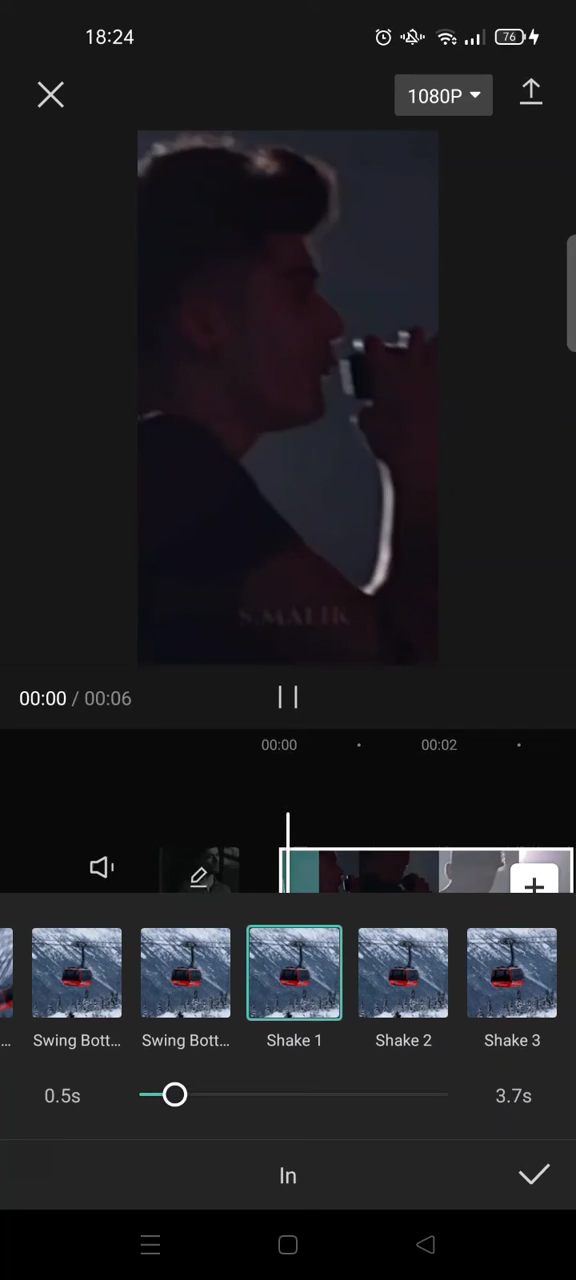 18:24
76
1080P
S.MALIK
00:00 / 00:06
00:00
00:02
Swing Bott...
Swing Bott...
Shake 1
Shake 2
Shake 3
0.5s
3.7s
In